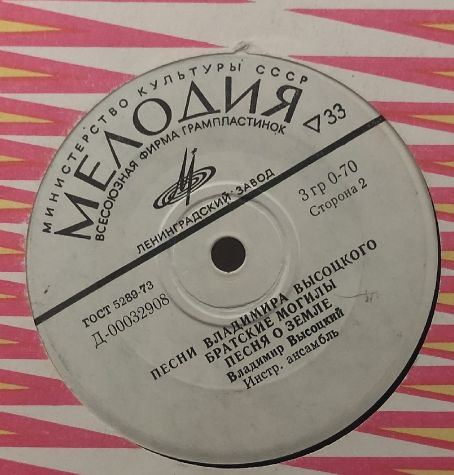 МИНИСТЕРСТВО КУЛЬТУРЫ СССР
МЕЛОДИЯ
ВСЕСОЮЗНАЯ ФИРМА ГРАМПЛАСТИНОК
ЛЕНИНГРАДСКИЙ ЗАВОД
▽33
3 гр 0-70
Сторона 2
ГОСТ 5289-73
Д-00032908
ПЕСНИ ВЛАДИМИРА ВЫСОЦКОГО
БРАТСКИЕ МОГИЛЫ
ПЕСНЯ О ЗЕМЛЕ
Владимир Высоцкий
Инстр. ансамбль